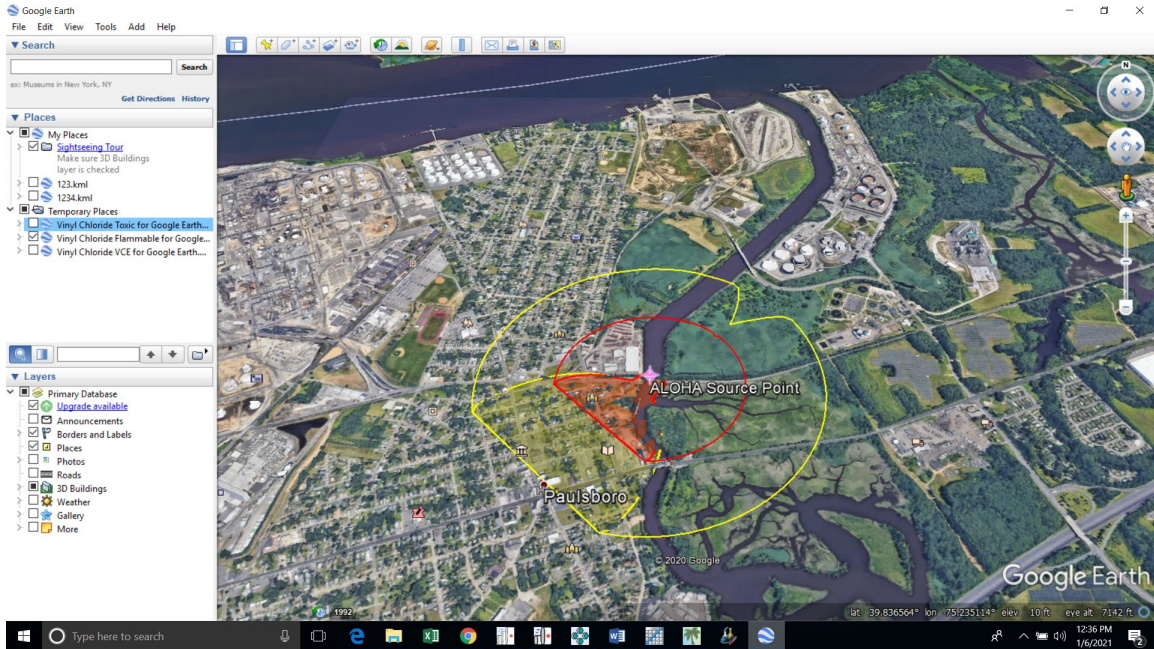 Google Earth
File Edit View Tools Add Help
Search
Search
ex: Museums in New York, NY
Get Directions History
Places
My Places
Sightseeing Tour
Make sure 3D Buildings
layer is checked
123.kml
1234.kml
Temporary Places
Vinyl Chloride Toxic for Google Earth...
Vinyl Chloride Flammable for Google...
Vinyl Chloride VCE for Google Earth....
Layers
Primary Database
Upgrade available
Announcements
Borders and Labels
Places
Photos
Roads
3D Buildings
Weather
Gallery
More
N
ALOHA Source Point
Paulsboro
© 2020 Google
Google Earth
1992
lat 39.836564° lon -75.235114° elev 10 ft eye alt 7142 ft
Type here to search
12:36 PM
1/6/2021
2